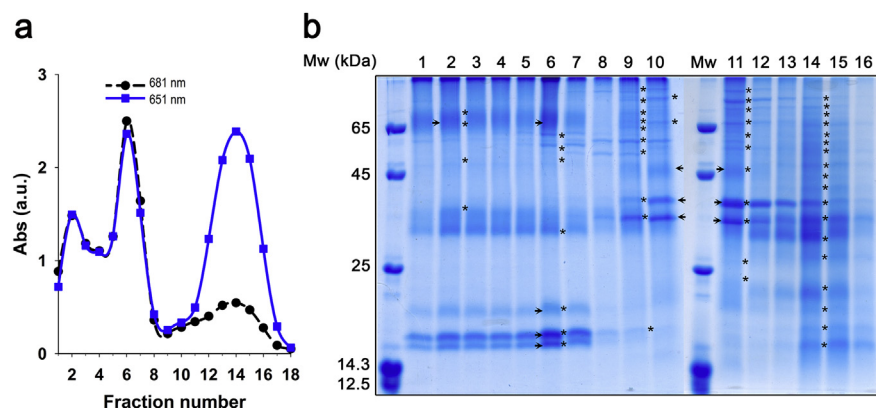 a
b
Mw (kDa) 1 2 3 4 5 6 7 8 9 10 Mw 11 12 13 14 15 16
3
681 nm
651 nm
65
2
45
Abs (a.u.)
1
25
0
14.3
12.5
2 4 6 8 10 12 14 16 18
Fraction number